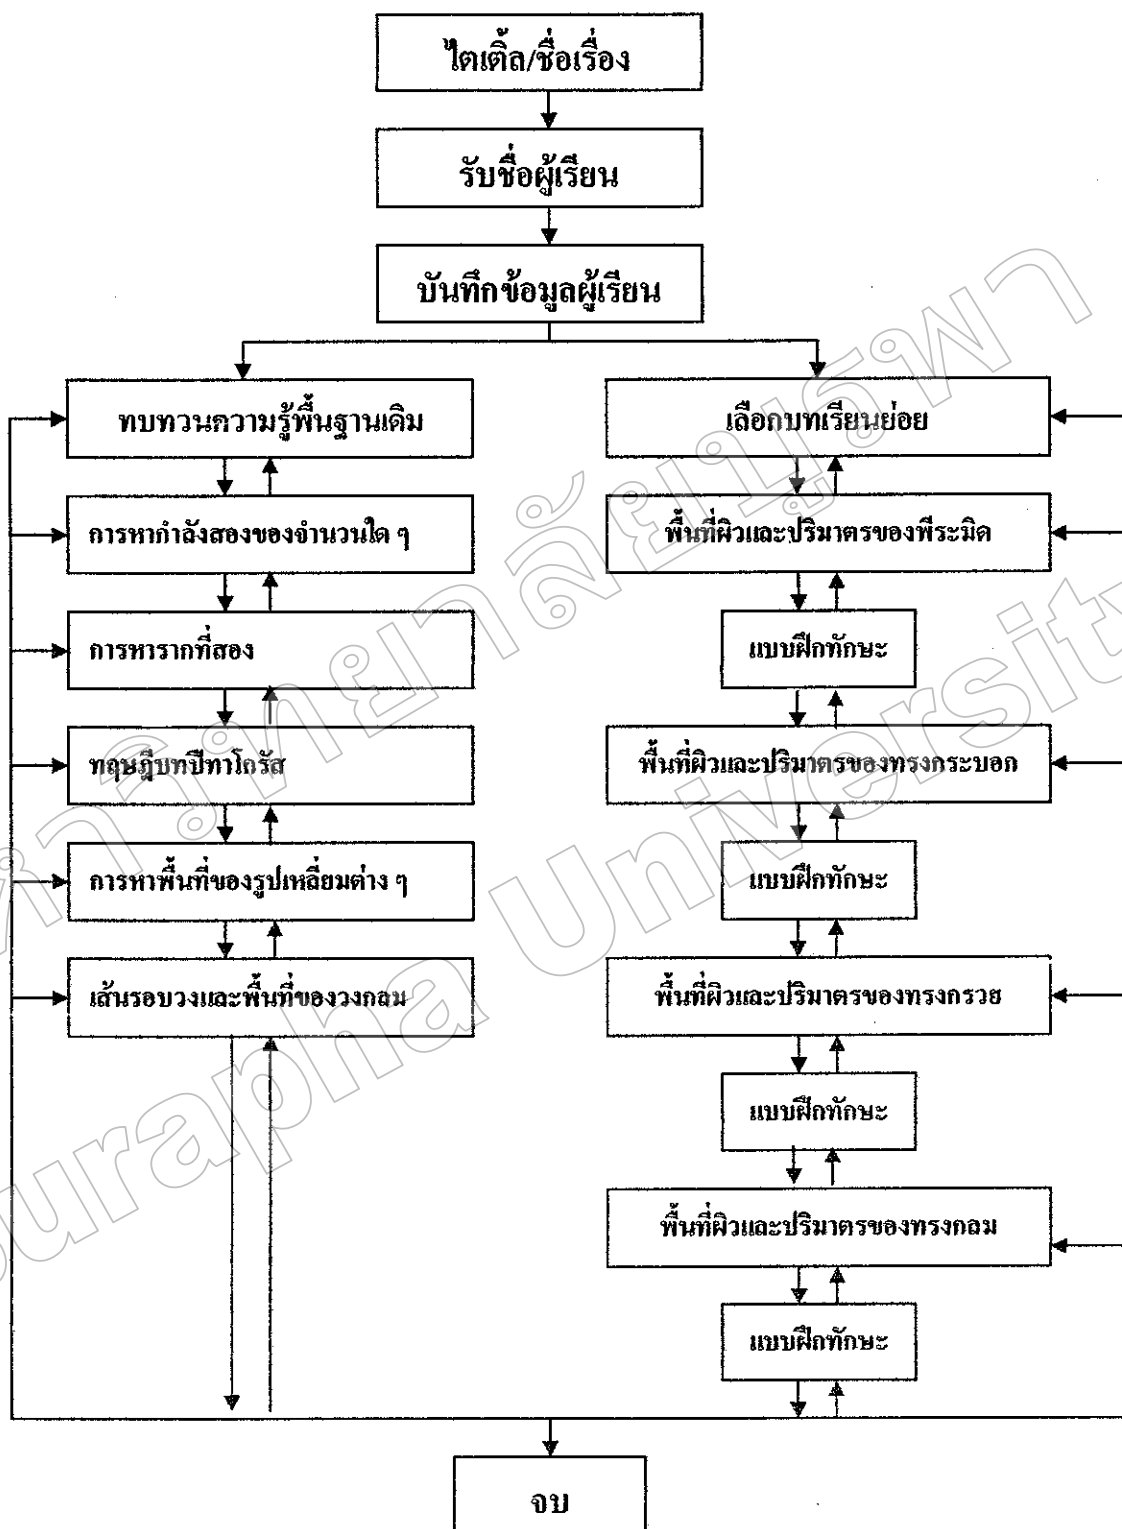 ไตเติ้ล/ชื่อเรื่อง
รับชื่อผู้เรียน
บันทึกข้อมูลผู้เรียน
ทบทวนความรู้พื้นฐานเดิม
การหากำลังสองของจำนวนใด ๆ
การหารากที่สอง
ทฤษฎีบทปีทาโกรัส
การหาพื้นที่ของรูปเหลี่ยมต่าง ๆ
เส้นรอบวงและพื้นที่ของวงกลม
เลือกบทเรียนย่อย
พื้นที่ผิวและปริมาตรของพีระมิด
แบบฝึกทักษะ
พื้นที่ผิวและปริมาตรของทรงกระบอก
แบบฝึกทักษะ
พื้นที่ผิวและปริมาตรของทรงกรวย
แบบฝึกทักษะ
พื้นที่ผิวและปริมาตรของทรงกลม
แบบฝึกทักษะ
จบ
หาวิทยาลัยบูรพา
Burapha University